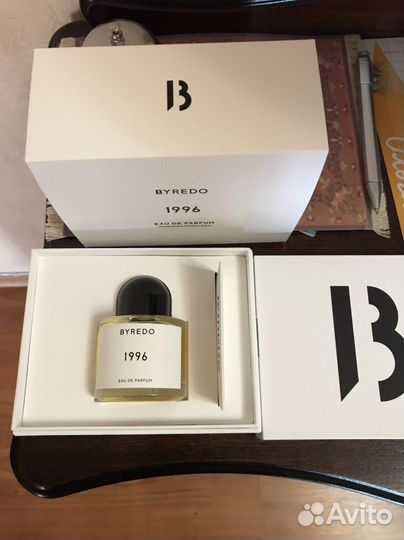 B
BYREDO
1996
EAU DE PARFUM
BYREDO
1996
EAU DE PARFUM
B
Avito